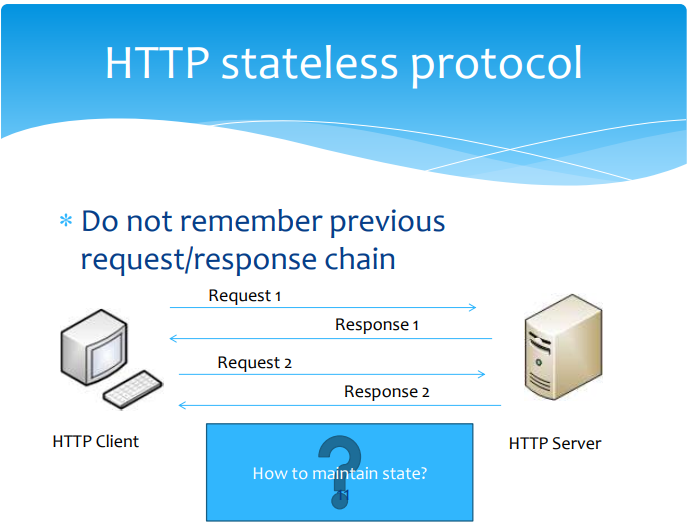 HTTP stateless protocol
* Do not remember previous
request/response chain
Request 1
Response 1
Request 2
Response 2
HTTP Client
HTTP Server
How to maintain state?
11